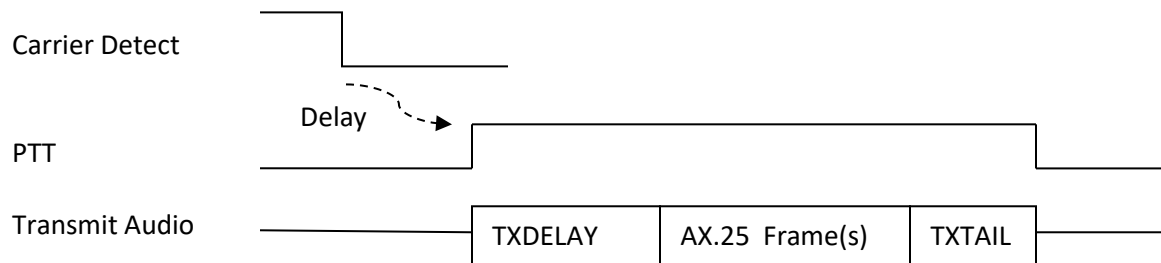 Carrier Detect
Delay
PTT
Transmit Audio
TXDELAY
AX.25 Frame(s)
TXTAIL